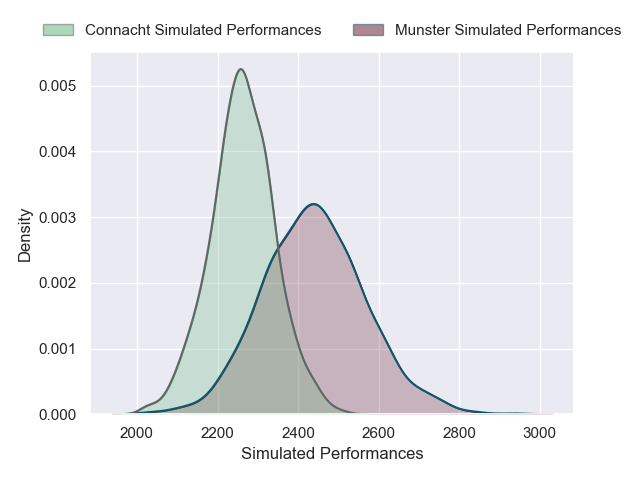 Connacht Simulated Performances Munster Simulated Performances
0.005
0.004
0.003
0.002
0.001
0.000
Density
2000 2200 2400 2600 2800 3000
Simulated Performances